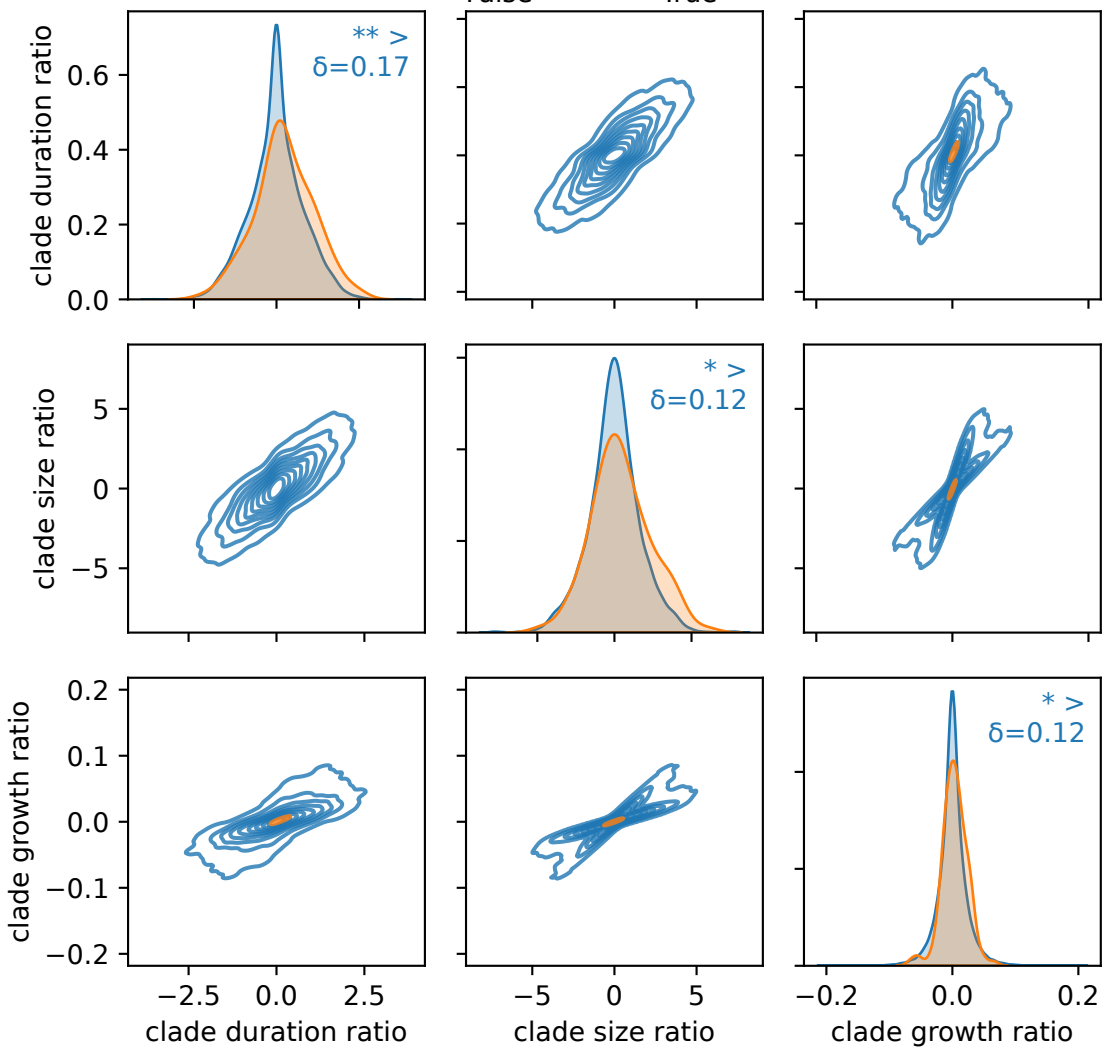 ** >
δ=0.17
0.6
0.4
0.2
0.0
clade duration ratio
* >
δ=0.12
5
0
−5
clade size ratio
* >
δ=0.12
0.2
0.1
0.0
−0.1
−0.2
clade growth ratio
−2.5 0.0 2.5
−5 0 5
−0.2 0.0 0.2
clade duration ratio
clade size ratio
clade growth ratio